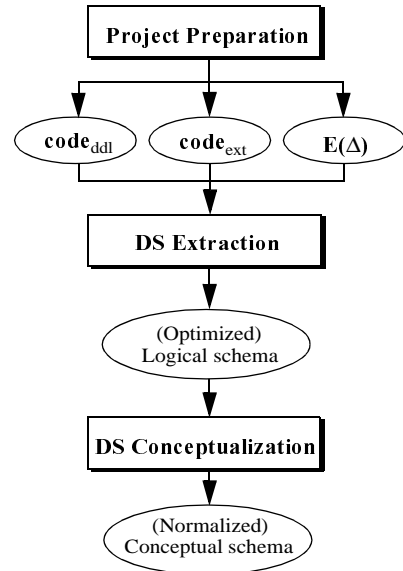 Project Preparation
code_ddl code_ext E(Δ)
DS Extraction
(Optimized)
Logical schema
DS Conceptualization
(Normalized)
Conceptual schema